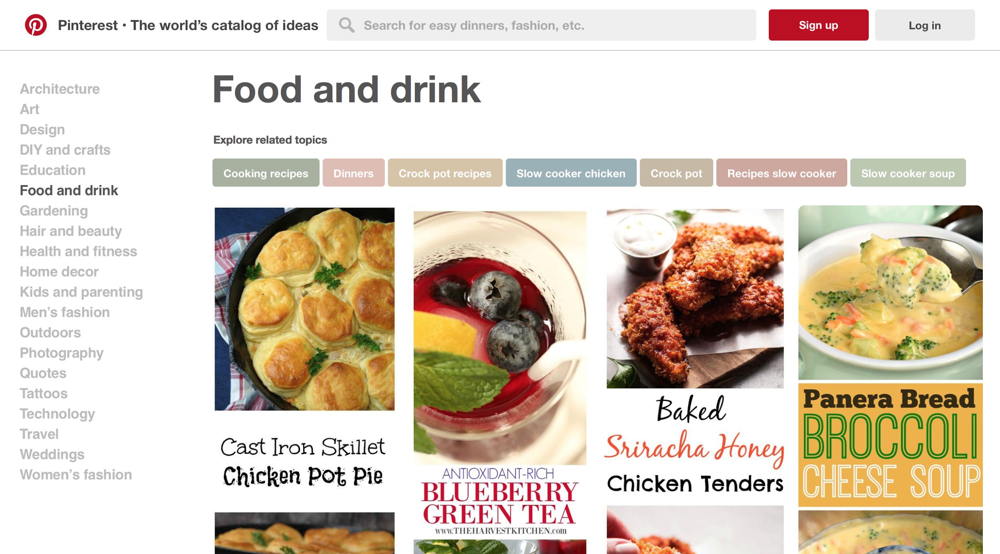 Pinterest • The world's catalog of ideas
Search for easy dinners, fashion, etc.
Sign up
Log in
Architecture
Art
Design
DIY and crafts
Education
Food and drink
Gardening
Hair and beauty
Health and fitness
Home decor
Kids and parenting
Men's fashion
Outdoors
Photography
Quotes
Tattoos
Technology
Travel
Weddings
Women's fashion
Food and drink
Explore related topics
Cooking recipes
Dinners
Crock pot recipes
Slow cooker chicken
Crock pot
Recipes slow cooker
Slow cooker soup
Cast Iron Skillet
Chicken Pot Pie
ANTIOXIDANT-RICH
BLUEBERRY
GREEN TEA
WWW.THEHARVESTKITCHEN.com
Baked
Sriracha Honey
Chicken Tenders
Panera Bread
BROCCOLI
CHEESE SOUP